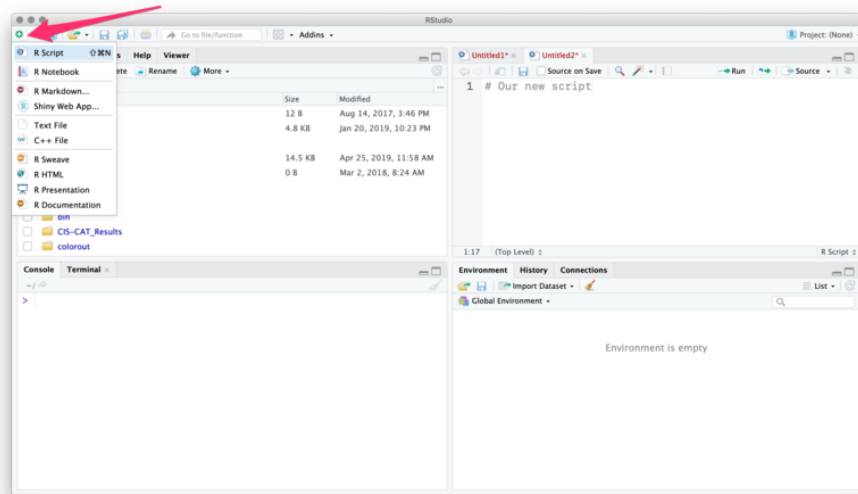 RStudio
Go to file/function
Addins
Project: (None)
R Script ⇧⌘N
R Notebook
R Markdown...
Shiny Web App...
Text File
C++ File
R Sweave
R HTML
R Presentation
R Documentation
Help Viewer
Rename More
Size Modified
12 B Aug 14, 2017, 3:46 PM
4.8 KB Jan 20, 2019, 10:23 PM
14.5 KB Apr 25, 2019, 11:58 AM
0 B Mar 2, 2018, 8:24 AM
bin
CIS-CAT_Results
colorout
Untitled1* Untitled2*
Source on Save Run Source
1 # Our new script
1:17 (Top Level) R Script
Console Terminal
~/
>
Environment History Connections
Import Dataset List
Global Environment
Environment is empty